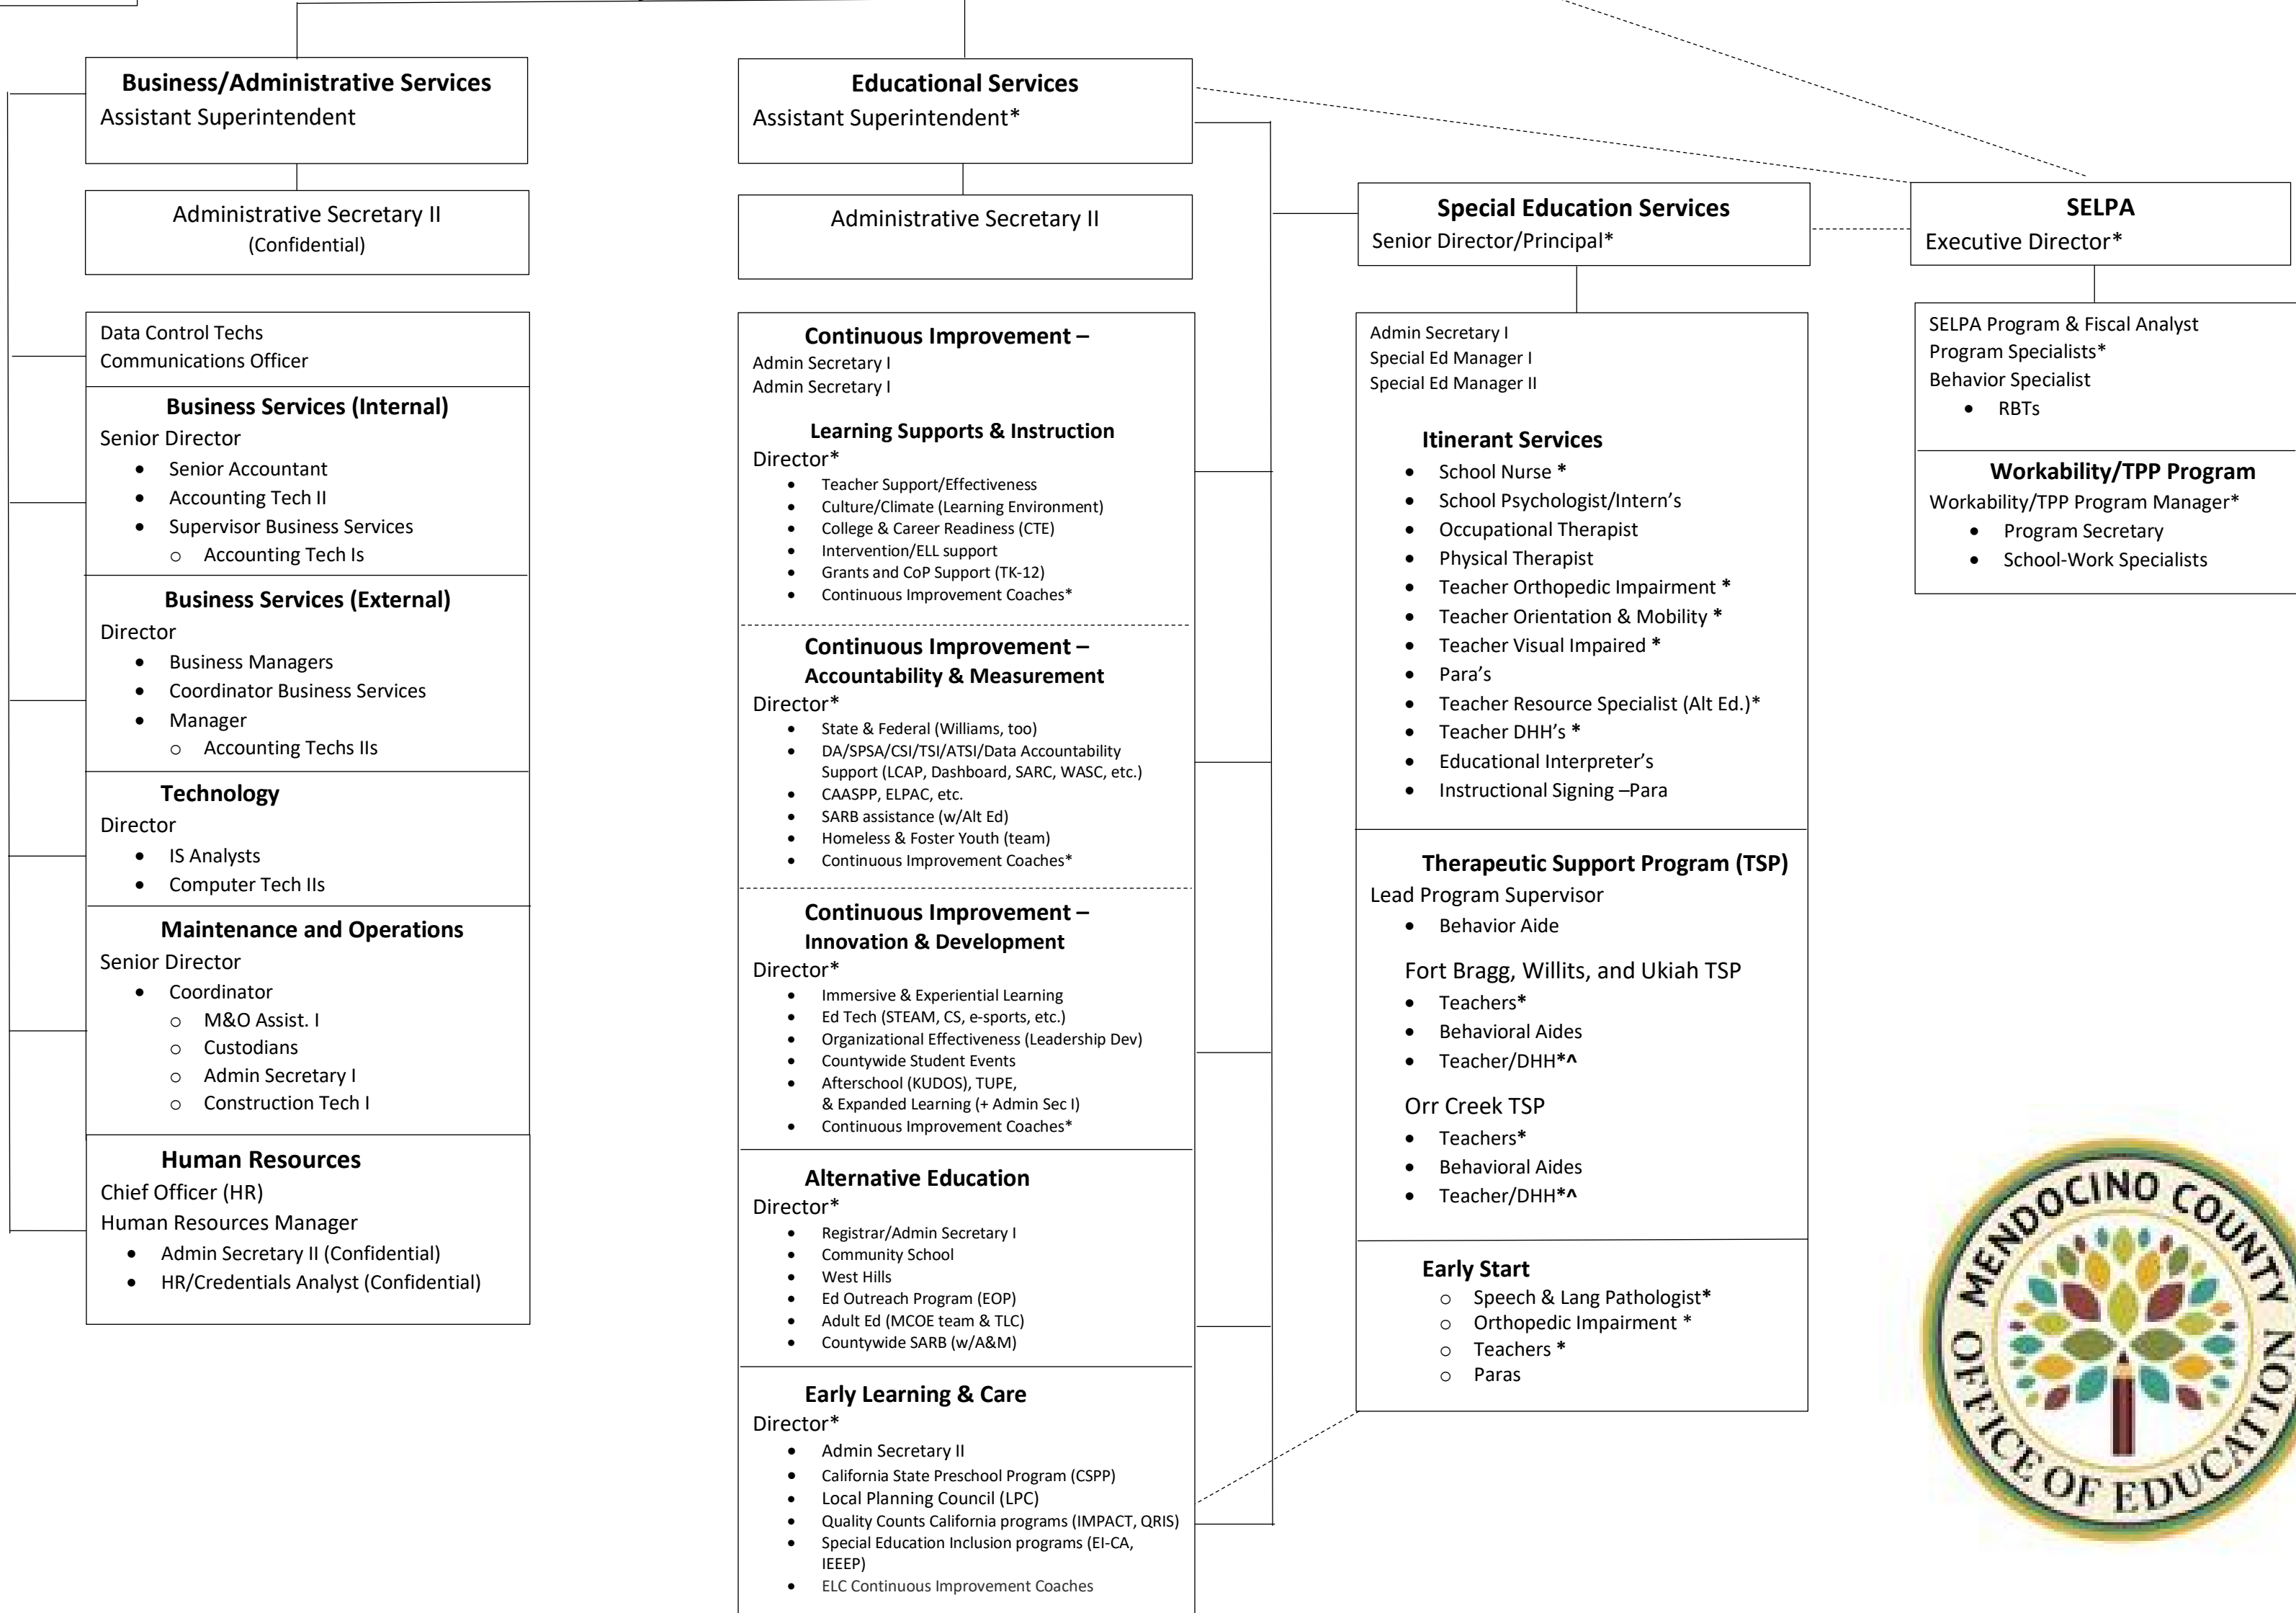 Business/Administrative Services
Assistant Superintendent
Administrative Secretary II
(Confidential)
Data Control Techs
Communications Officer
Business Services (Internal)
Senior Director
• Senior Accountant
• Accounting Tech II
• Supervisor Business Services
o Accounting Tech Is
Business Services (External)
Director
• Business Managers
• Coordinator Business Services
• Manager
o Accounting Techs IIs
Technology
Director
• IS Analysts
• Computer Tech IIs
Maintenance and Operations
Senior Director
• Coordinator
o M&O Assist. I
o Custodians
o Admin Secretary I
o Construction Tech I
Human Resources
Chief Officer (HR)
Human Resources Manager
• Admin Secretary II (Confidential)
• HR/Credentials Analyst (Confidential)
Educational Services
Assistant Superintendent*
Administrative Secretary II
Continuous Improvement –
Admin Secretary I
Admin Secretary I
Learning Supports & Instruction
Director*
• Teacher Support/Effectiveness
• Culture/Climate (Learning Environment)
• College & Career Readiness (CTE)
• Intervention/ELL support
• Grants and CoP Support (TK-12)
• Continuous Improvement Coaches*
Continuous Improvement –
Accountability & Measurement
Director*
• State & Federal (Williams, too)
• DA/SPSA/CSI/TSI/ATSI/Data Accountability
Support (LCAP, Dashboard, SARC, WASC, etc.)
• CAASPP, ELPAC, etc.
• SARB assistance (w/Alt Ed)
• Homeless & Foster Youth (team)
• Continuous Improvement Coaches*
Continuous Improvement –
Innovation & Development
Director*
• Immersive & Experiential Learning
• Ed Tech (STEAM, CS, e-sports, etc.)
• Organizational Effectiveness (Leadership Dev)
• Countywide Student Events
• Afterschool (KUDOS), TUPE,
& Expanded Learning (+ Admin Sec I)
• Continuous Improvement Coaches*
Alternative Education
Director*
• Registrar/Admin Secretary I
• Community School
• West Hills
• Ed Outreach Program (EOP)
• Adult Ed (MCOE team & TLC)
• Countywide SARB (w/A&M)
Early Learning & Care
Director*
• Admin Secretary II
• California State Preschool Program (CSPP)
• Local Planning Council (LPC)
• Quality Counts California programs (IMPACT, QRIS)
• Special Education Inclusion programs (EI-CA,
IEEEP)
• ELC Continuous Improvement Coaches
Special Education Services
Senior Director/Principal*
Admin Secretary I
Special Ed Manager I
Special Ed Manager II
Itinerant Services
• School Nurse *
• School Psychologist/Intern’s
• Occupational Therapist
• Physical Therapist
• Teacher Orthopedic Impairment *
• Teacher Orientation & Mobility *
• Teacher Visual Impaired *
• Para’s
• Teacher Resource Specialist (Alt Ed.)*
• Teacher DHH’s *
• Educational Interpreter’s
• Instructional Signing –Para
Therapeutic Support Program (TSP)
Lead Program Supervisor
• Behavior Aide
Fort Bragg, Willits, and Ukiah TSP
• Teachers*
• Behavioral Aides
• Teacher/DHH*^
Orr Creek TSP
• Teachers*
• Behavioral Aides
• Teacher/DHH*^
Early Start
o Speech & Lang Pathologist*
o Orthopedic Impairment *
o Teachers *
o Paras
SELPA
Executive Director*
SELPA Program & Fiscal Analyst
Program Specialists*
Behavior Specialist
• RBTs
Workability/TPP Program
Workability/TPP Program Manager*
• Program Secretary
• School-Work Specialists
MENDOCINO COUNTY
OFFICE OF EDUCATION